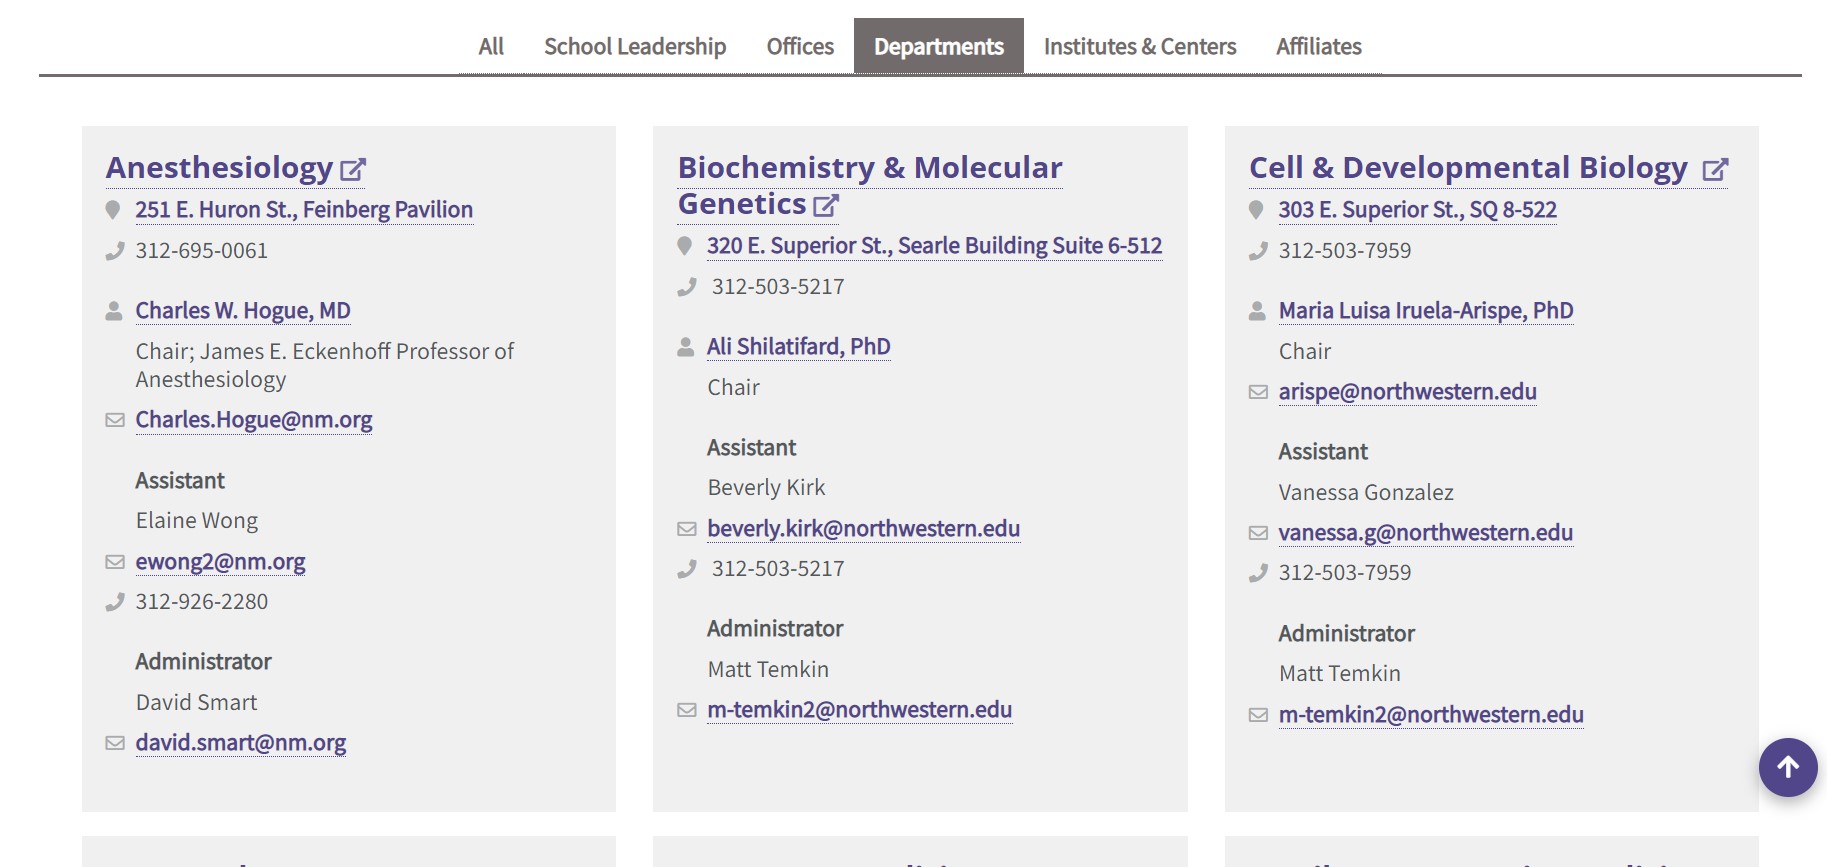 All School Leadership Offices Departments Institutes & Centers Affiliates
Anesthesiology
251 E. Huron St., Feinberg Pavilion
312-695-0061
Charles W. Hogue, MD
Chair; James E. Eckenhoff Professor of
Anesthesiology
Charles.Hogue@nm.org
Assistant
Elaine Wong
ewong2@nm.org
312-926-2280
Administrator
David Smart
david.smart@nm.org
Biochemistry & Molecular
Genetics
320 E. Superior St., Searle Building Suite 6-512
312-503-5217
Ali Shilatifard, PhD
Chair
Assistant
Beverly Kirk
beverly.kirk@northwestern.edu
312-503-5217
Administrator
Matt Temkin
m-temkin2@northwestern.edu
Cell & Developmental Biology
303 E. Superior St., SQ 8-522
312-503-7959
Maria Luisa Iruela-Arispe, PhD
Chair
arispe@northwestern.edu
Assistant
Vanessa Gonzalez
vanessa.g@northwestern.edu
312-503-7959
Administrator
Matt Temkin
m-temkin2@northwestern.edu